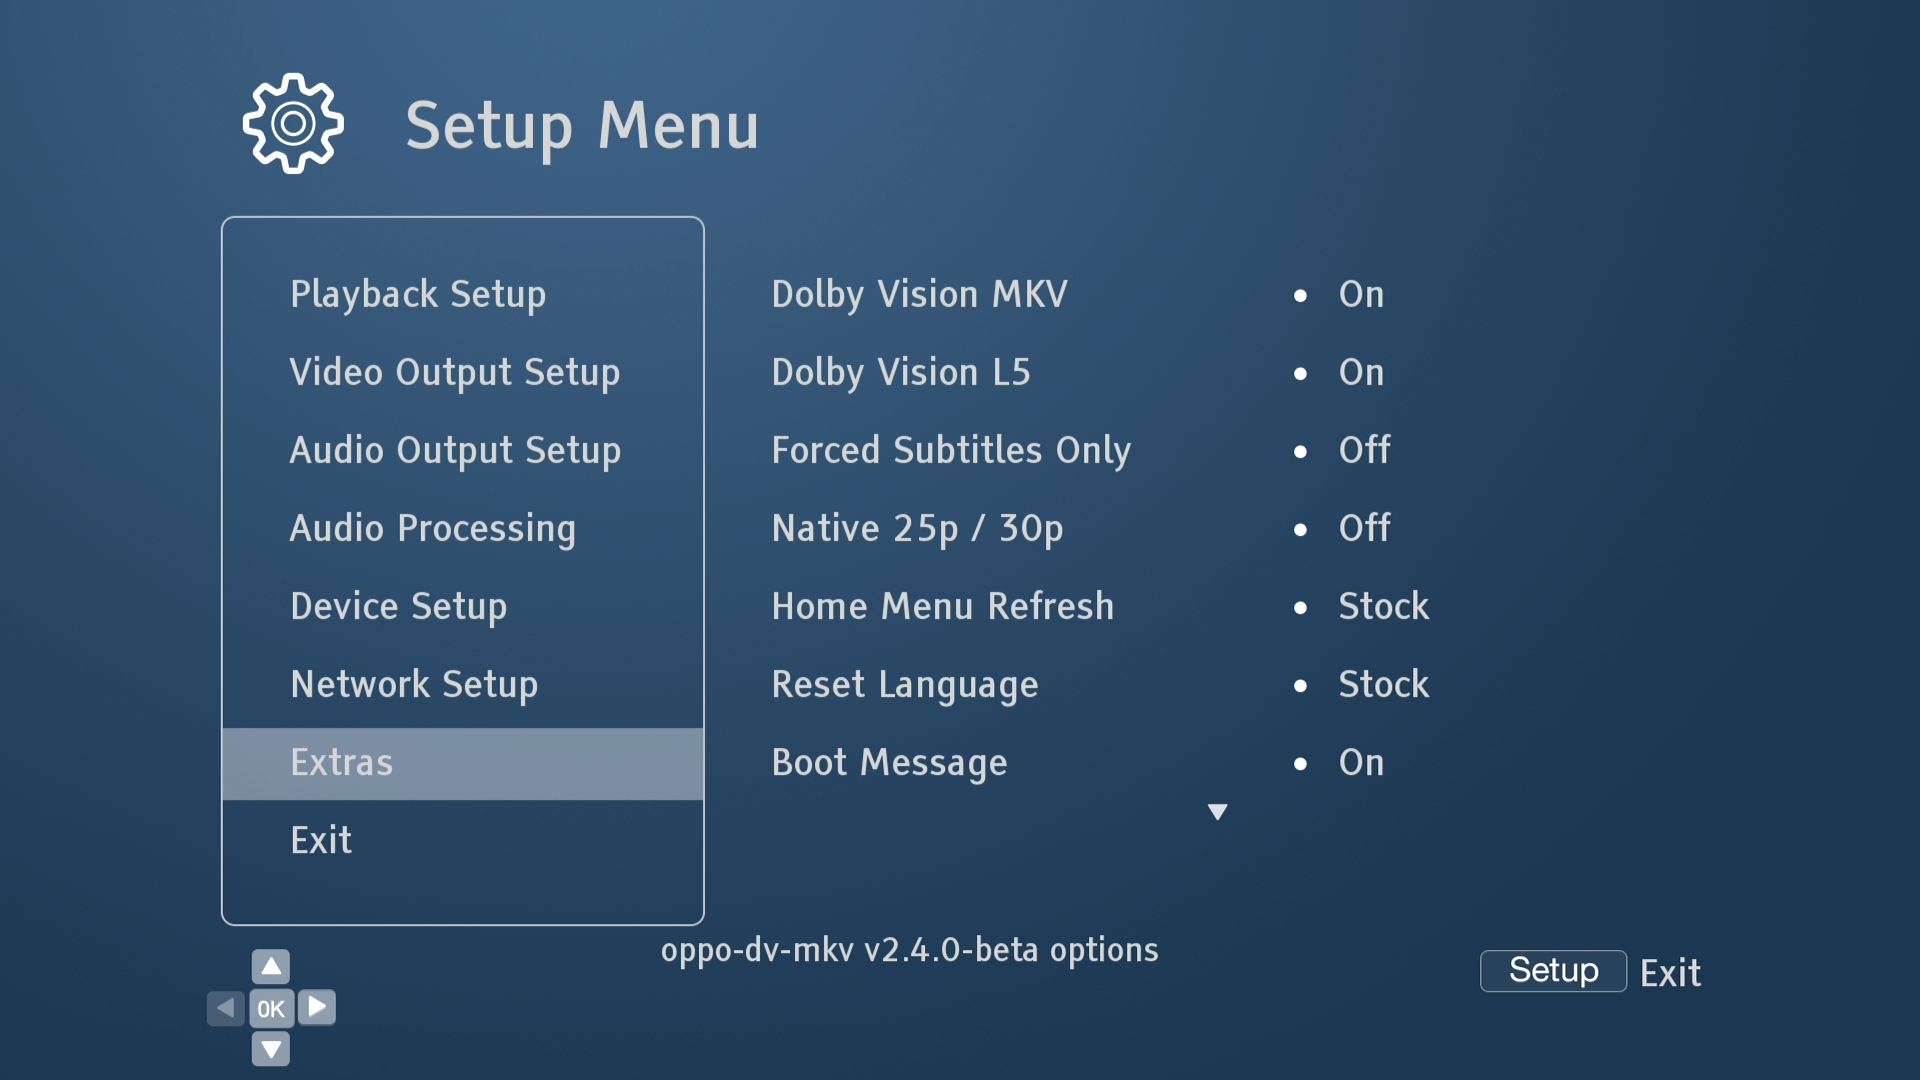 Setup Menu
Playback Setup
Video Output Setup
Audio Output Setup
Audio Processing
Device Setup
Network Setup
Extras
Exit
Dolby Vision MKV • On
Dolby Vision L5 • On
Forced Subtitles Only • Off
Native 25p / 30p • Off
Home Menu Refresh • Stock
Reset Language • Stock
Boot Message • On
oppo-dv-mkv v2.4.0-beta options
OK
Setup Exit